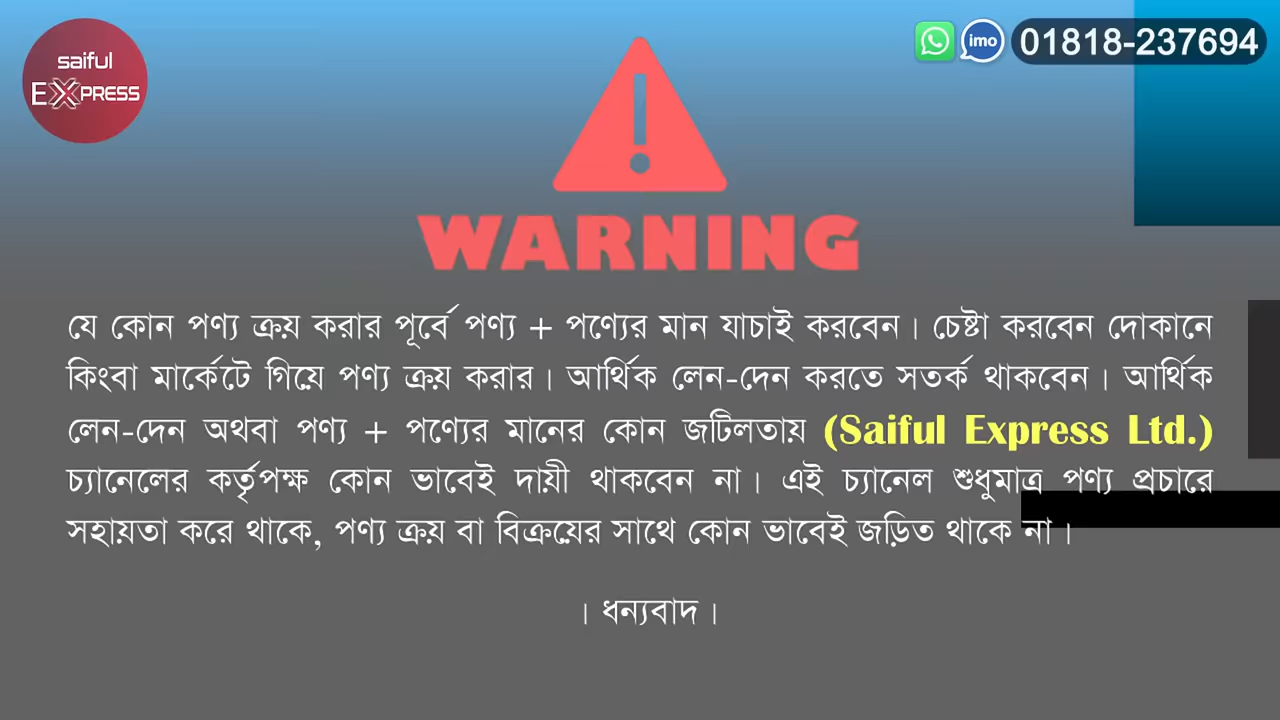 saiful
EXPRESS
imo
01818-237694
WARNING
যে কোন পণ্য ক্রয় করার পূর্বে পণ্য + পণ্যের মান যাচাই করবেন। চেষ্টা করবেন দোকানে
কিংবা মার্কেটে গিয়ে পণ্য ক্রয় করার। আর্থিক লেন-দেন করতে সতর্ক থাকবেন। আর্থিক
লেন-দেন অথবা পণ্য + পণ্যের মানের কোন জটিলতায় (Saiful Express Ltd.)
চ্যানেলের কর্তৃপক্ষ কোন ভাবেই দায়ী থাকবেন না। এই চ্যানেল শুধুমাত্র পণ্য প্রচারে
সহায়তা করে থাকে, পণ্য ক্রয় বা বিক্রয়ের সাথে কোন ভাবেই জড়িত থাকে না।
। ধন্যবাদ।